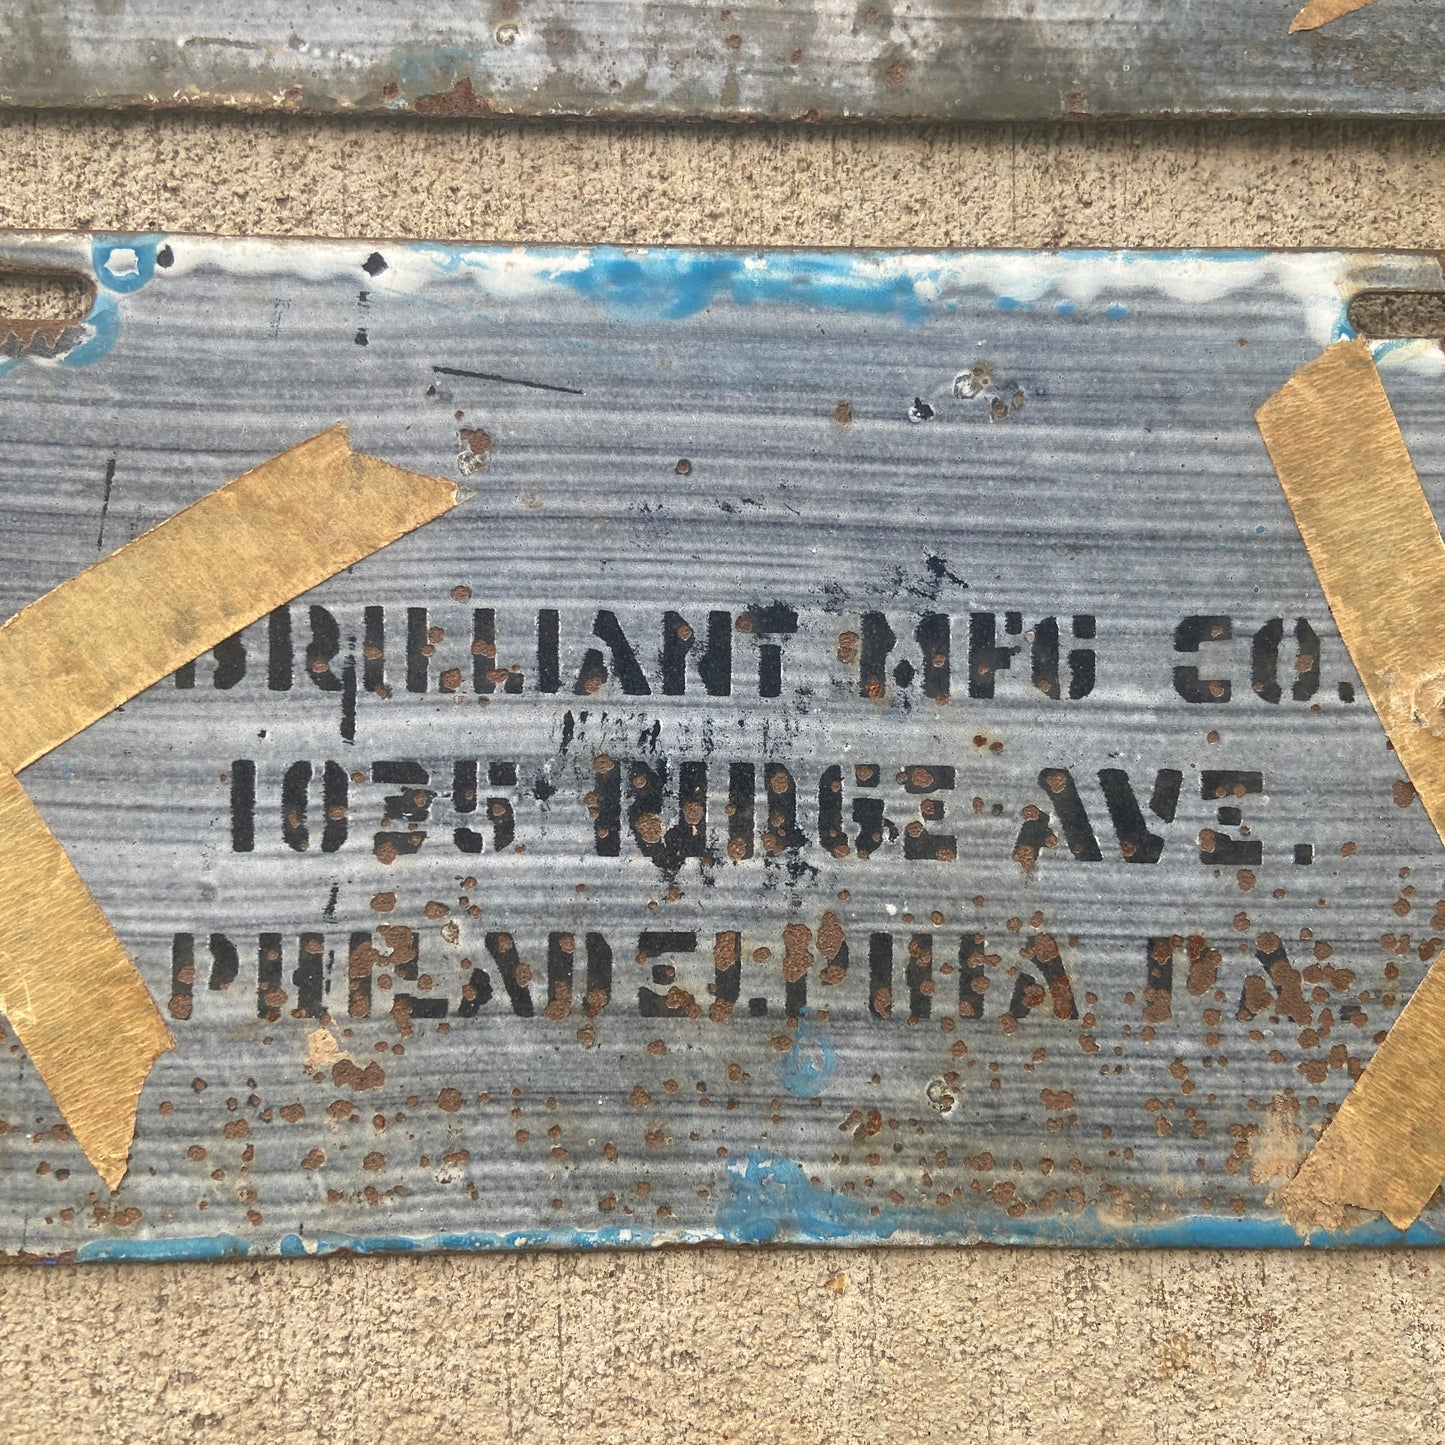 BRILLIANT MFG CO.
1035 RIDGE AVE.
PHILADELPHIA PA.